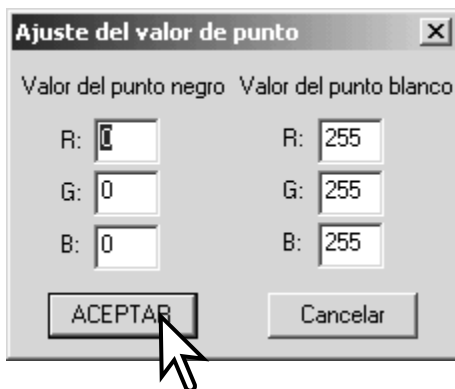 Ajuste del valor de punto
Valor del punto negro Valor del punto blanco
R: 0 R: 255
G: 0 G: 255
B: 0 B: 255
ACEPTAR Cancelar